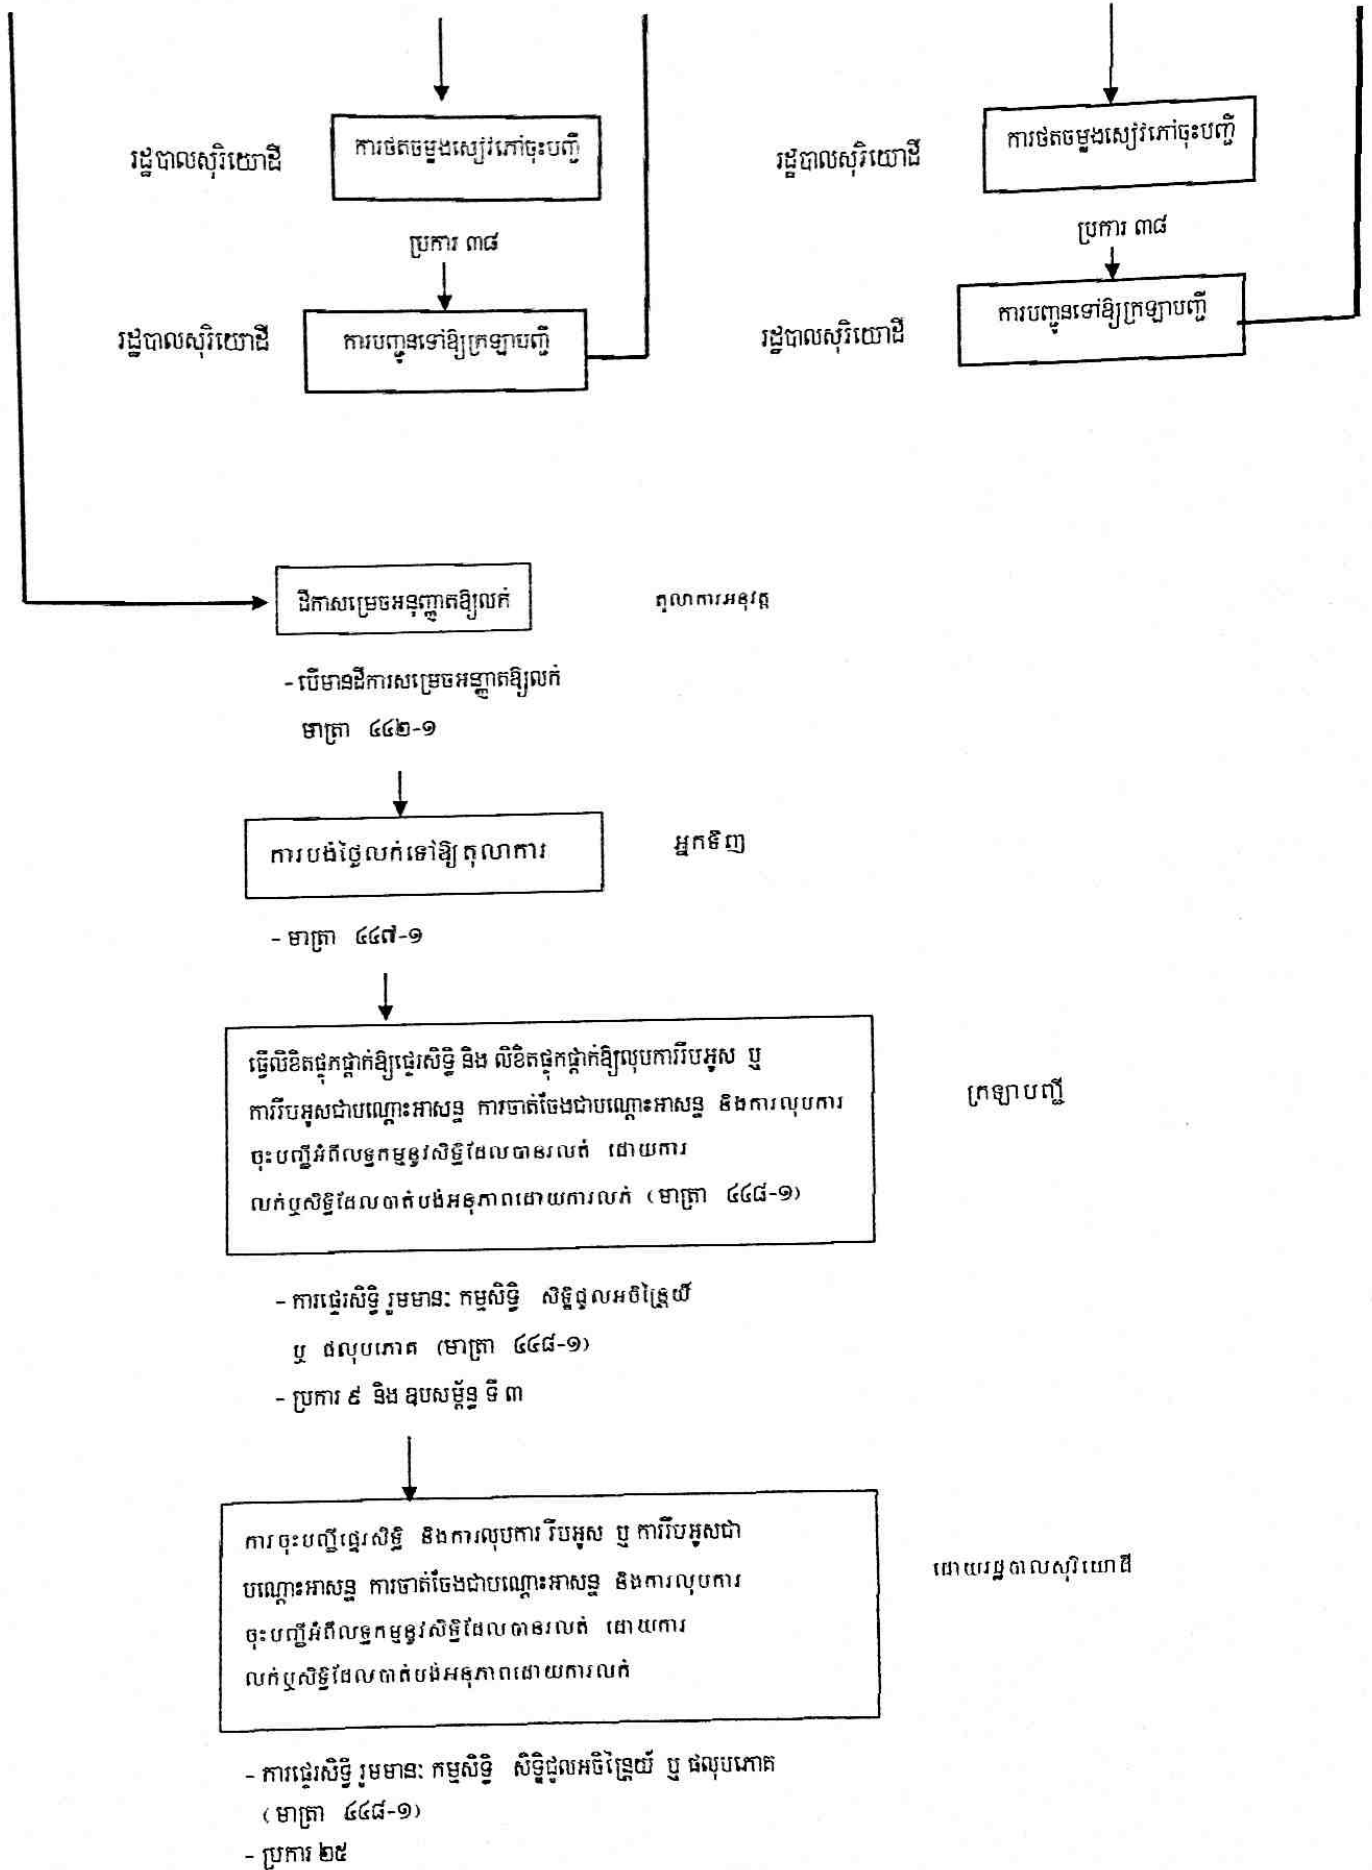 រដ្ឋបាលសុរិយោដី
ការថតចម្លងសៀវភៅចុះបញ្ជី
រដ្ឋបាលសុរិយោដី
ការថតចម្លងសៀវភៅចុះបញ្ជី
ប្រការ ៣៨
ប្រការ ៣៨
រដ្ឋបាលសុរិយោដី
ការបញ្ជូនទៅឱ្យក្រឡាបញ្ជី
រដ្ឋបាលសុរិយោដី
ការបញ្ជូនទៅឱ្យក្រឡាបញ្ជី
ដីកាសម្រេចអនុញ្ញាតឱ្យលក់
តុលាការអនុវត្ត
- បើមានដីការសម្រេចអនុញ្ញាតឱ្យលក់
មាត្រា ៤៤២-១
ការបង់ថ្លៃលក់ទៅឱ្យតុលាការ
អ្នកទិញ
- មាត្រា ៤៤៧-១
ធ្វើលិខិតផ្ទុកផ្តាក់ឱ្យផ្ទេរសិទ្ធិ និង លិខិតផ្ទុកផ្តាក់ឱ្យលុបការរឹបអូស ឬ
ការរឹបអូសជាបណ្តោះអាសន្ន ការចាត់ចែងជាបណ្តោះអាសន្ន និងការលុបការ
ចុះបញ្ជីអំពីលទ្ធកម្មនូវសិទ្ធិដែលបានរលត់ ដោយការ
លក់ឬសិទ្ធិដែលបាត់បង់អនុភាពដោយការលក់ (មាត្រា ៤៤៨-១)
ក្រឡាបញ្ជី
- ការផ្ទេរសិទ្ធិ រួមមាន: កម្មសិទ្ធិ សិទ្ធិជួលអចិន្ត្រៃយ៍
ឬ ផលុបភោគ (មាត្រា ៤៤៨-១)
- ប្រការ ៩ និង ឧបសម្ព័ន្ធ ទី ៣
ការចុះបញ្ជីផ្ទេរសិទ្ធិ និងការលុបការ រឹបអូស ឬ ការរឹបអូសជា
បណ្តោះអាសន្ន ការចាត់ចែងជាបណ្តោះអាសន្ន និងការលុបការ
ចុះបញ្ជីអំពីលទ្ធកម្មនូវសិទ្ធិដែលបានរលត់ ដោយការ
លក់ឬសិទ្ធិដែលបាត់បង់អនុភាពដោយការលក់
ដោយរដ្ឋបាលសុរិយោដី
- ការផ្ទេរសិទ្ធិ រួមមាន: កម្មសិទ្ធិ សិទ្ធិជួលអចិន្ត្រៃយ៍ ឬ ផលុបភោគ
(មាត្រា ៤៤៨-១)
- ប្រការ ២៥